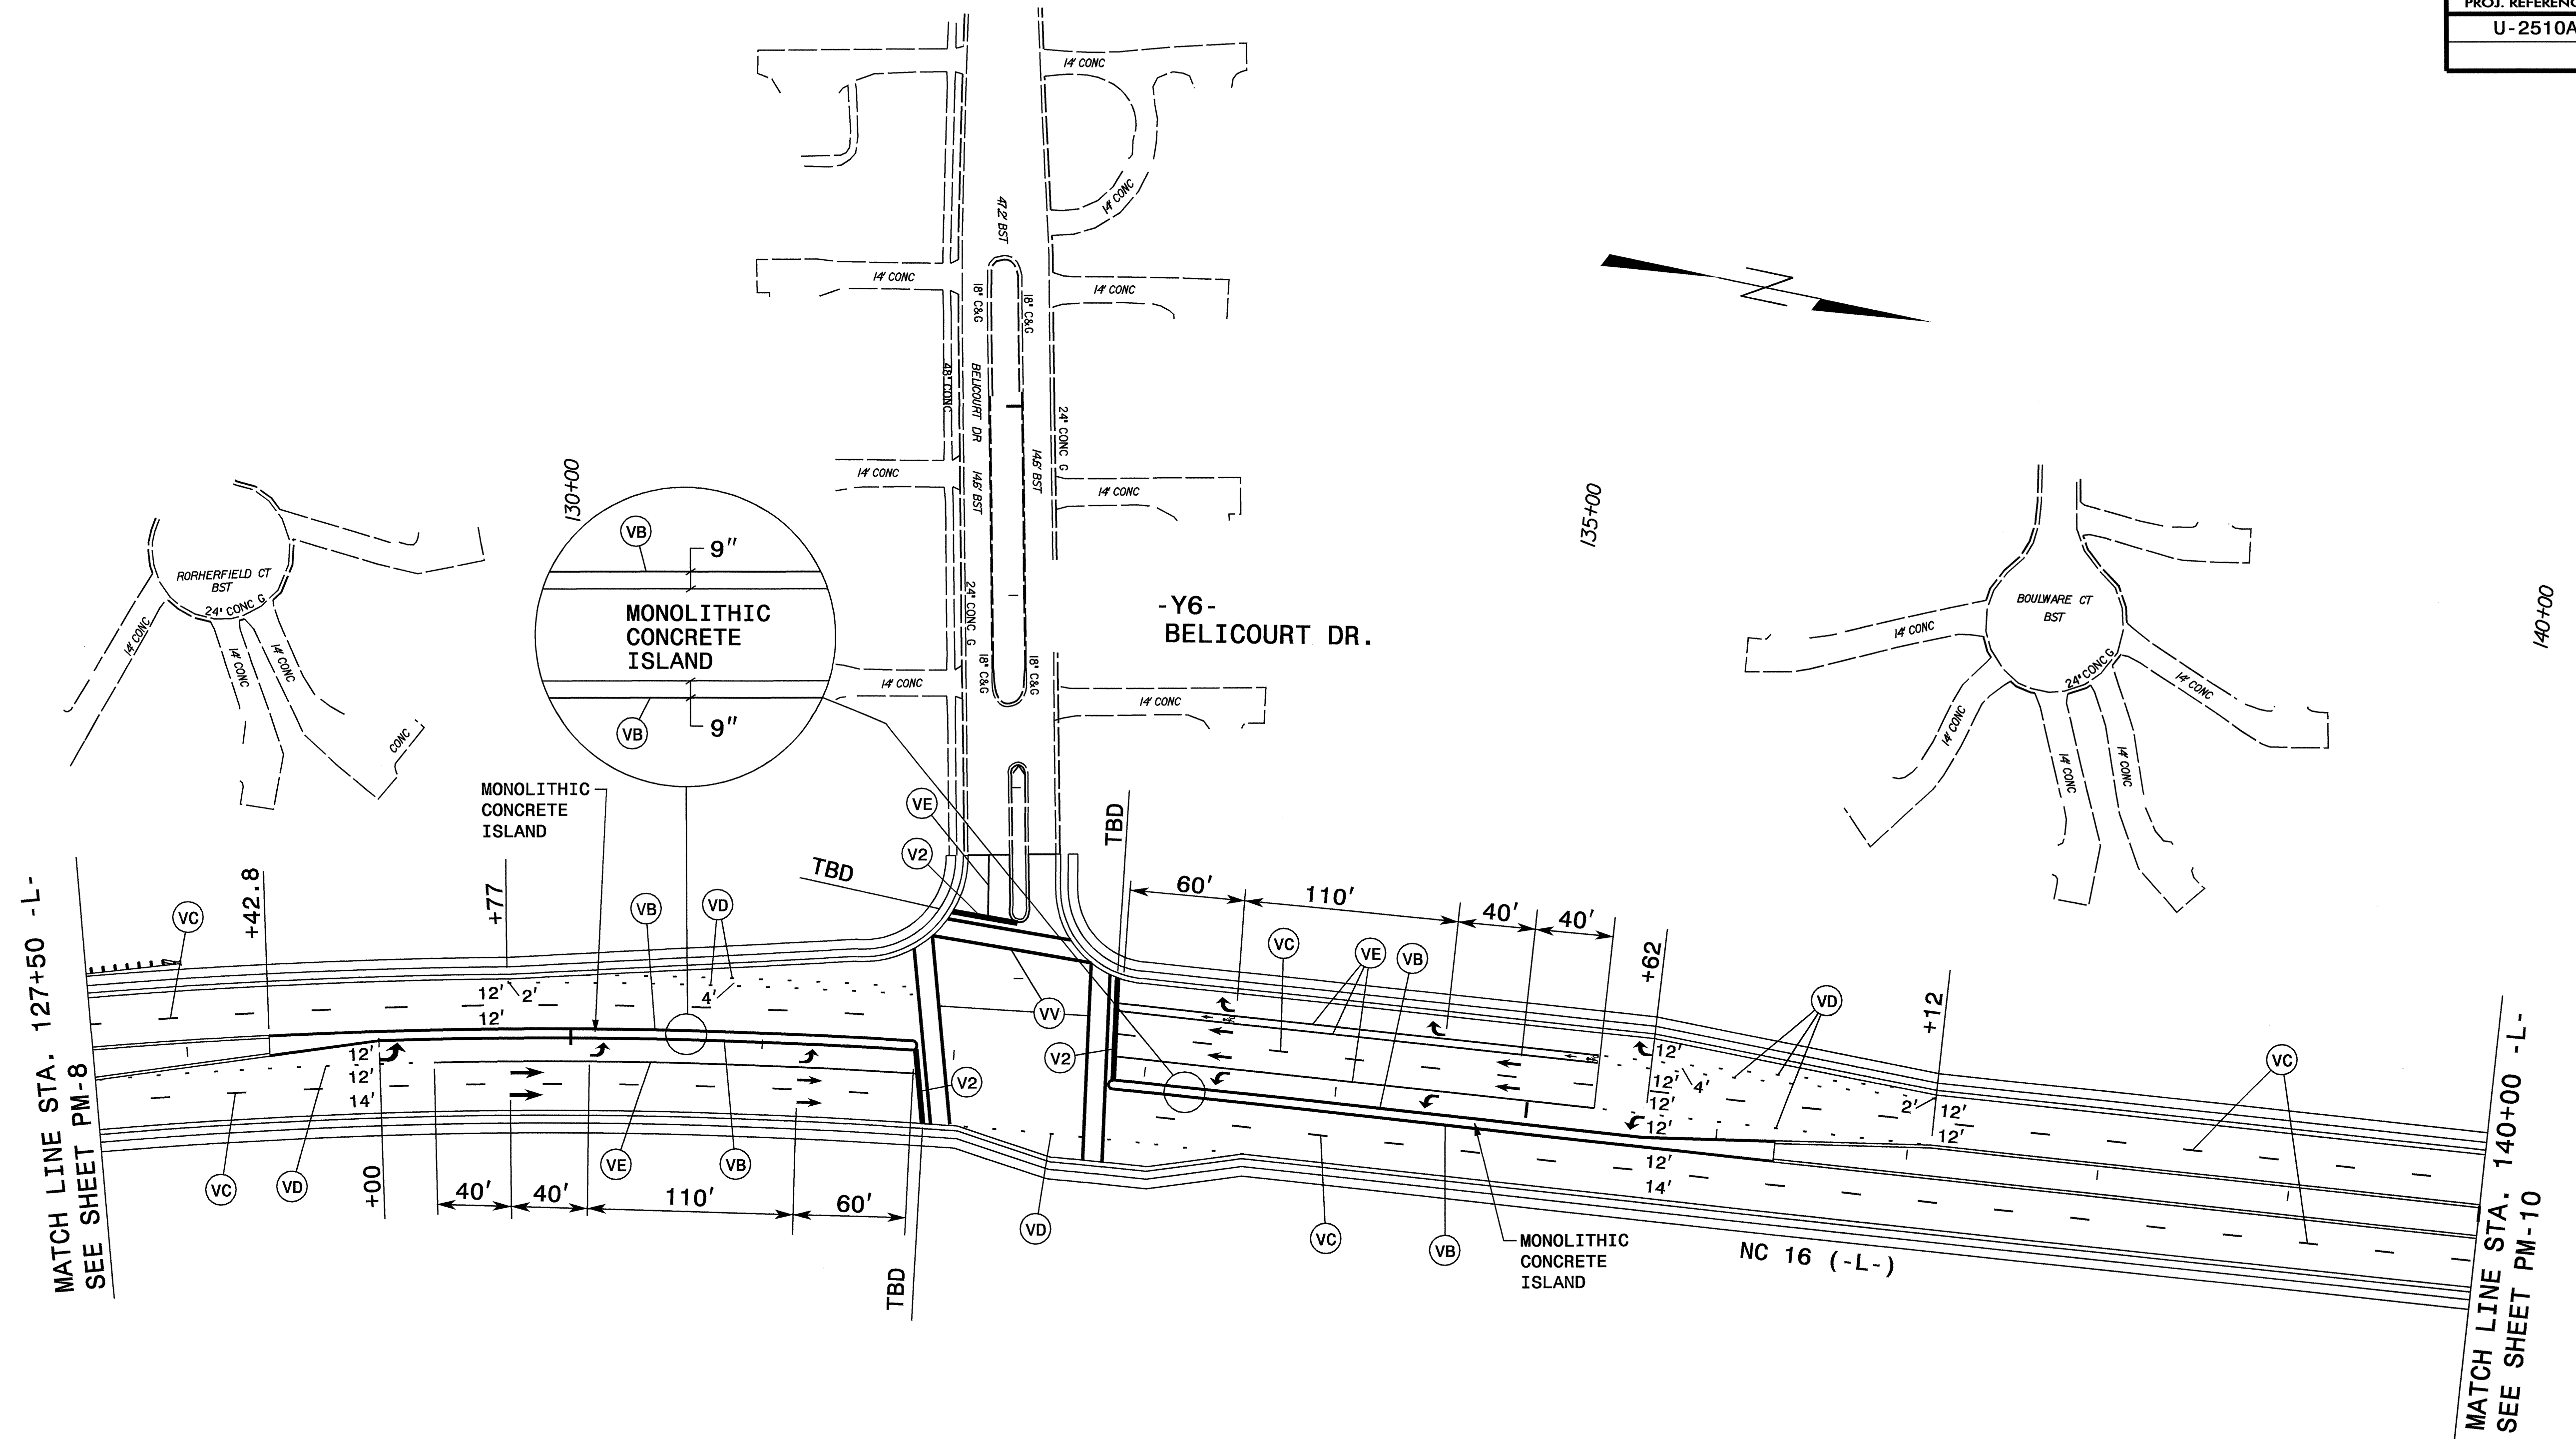 PROJ. REFERENC
U-2510A
14' CONC
14' CONC
47.2' BST
14' CONC
14' CONC
18" C&G
18" C&G
BELICOURT DR
48" CONC
24" CONC G
14' CONC
14.6' BST
14.6' BST
14' CONC
130+00
135+00
140+00
RORHERFIELD CT
BST
24" CONC G
14' CONC
14' CONC
14' CONC
CONC
VB
9"
MONOLITHIC
CONCRETE
ISLAND
VB
9"
24" CONC G
18" C&G
18" C&G
14' CONC
14' CONC
-Y6-
BELICOURT DR.
BOULWARE CT
BST
24" CONC G
14' CONC
14' CONC
14' CONC
14' CONC
14' CONC
MONOLITHIC
CONCRETE
ISLAND
VE
V2
TBD
TBD
MATCH LINE STA. 127+50 -L-
SEE SHEET PM-8
VC
+42.8
+77
VB
VD
12'
2'
4'
12'
12'
12'
14'
VV
V2
V2
VC
VD
+00
40'
40'
110'
60'
VE
VB
TBD
60'
110'
40'
40'
VC
VE
VB
+62
VD
+12
12'
4'
12'
12'
12'
12'
14'
2'
12'
12'
VC
VD
VC
VB
MONOLITHIC
CONCRETE
ISLAND
NC 16 (-L-)
MATCH LINE STA. 140+00 -L-
SEE SHEET PM-10